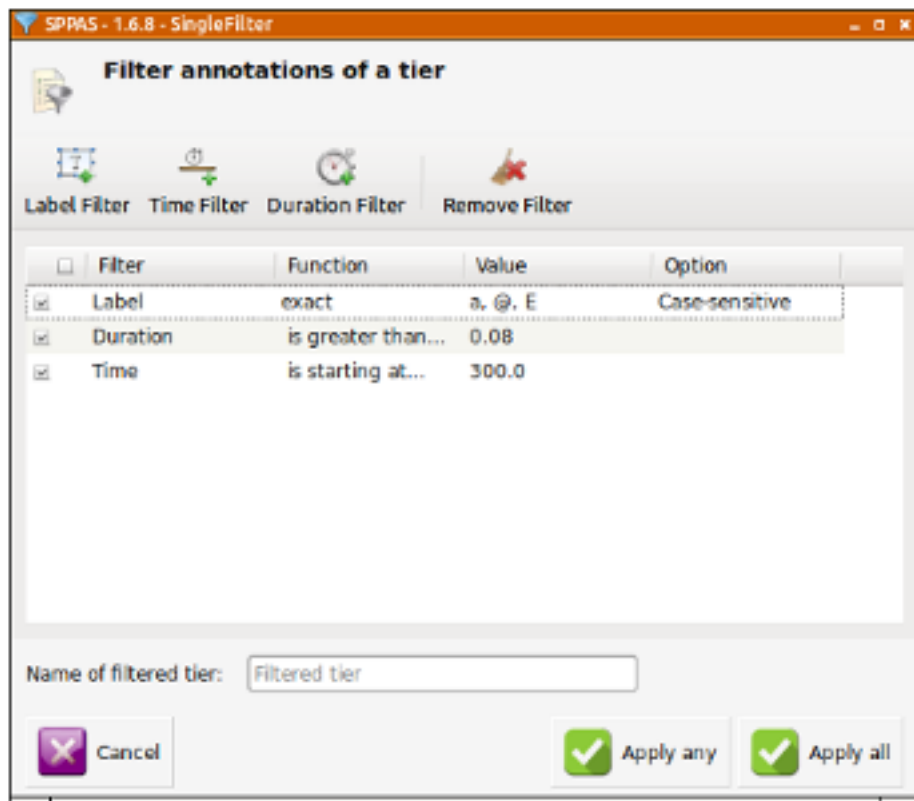 SPPAS - 1.6.8 - SingleFilter
Filter annotations of a tier
Label Filter Time Filter Duration Filter Remove Filter
Filter Function Value Option
Label exact a, @, E Case-sensitive
Duration is greater than... 0.08
Time is starting at... 300.0
Name of filtered tier: Filtered tier
Cancel Apply any Apply all